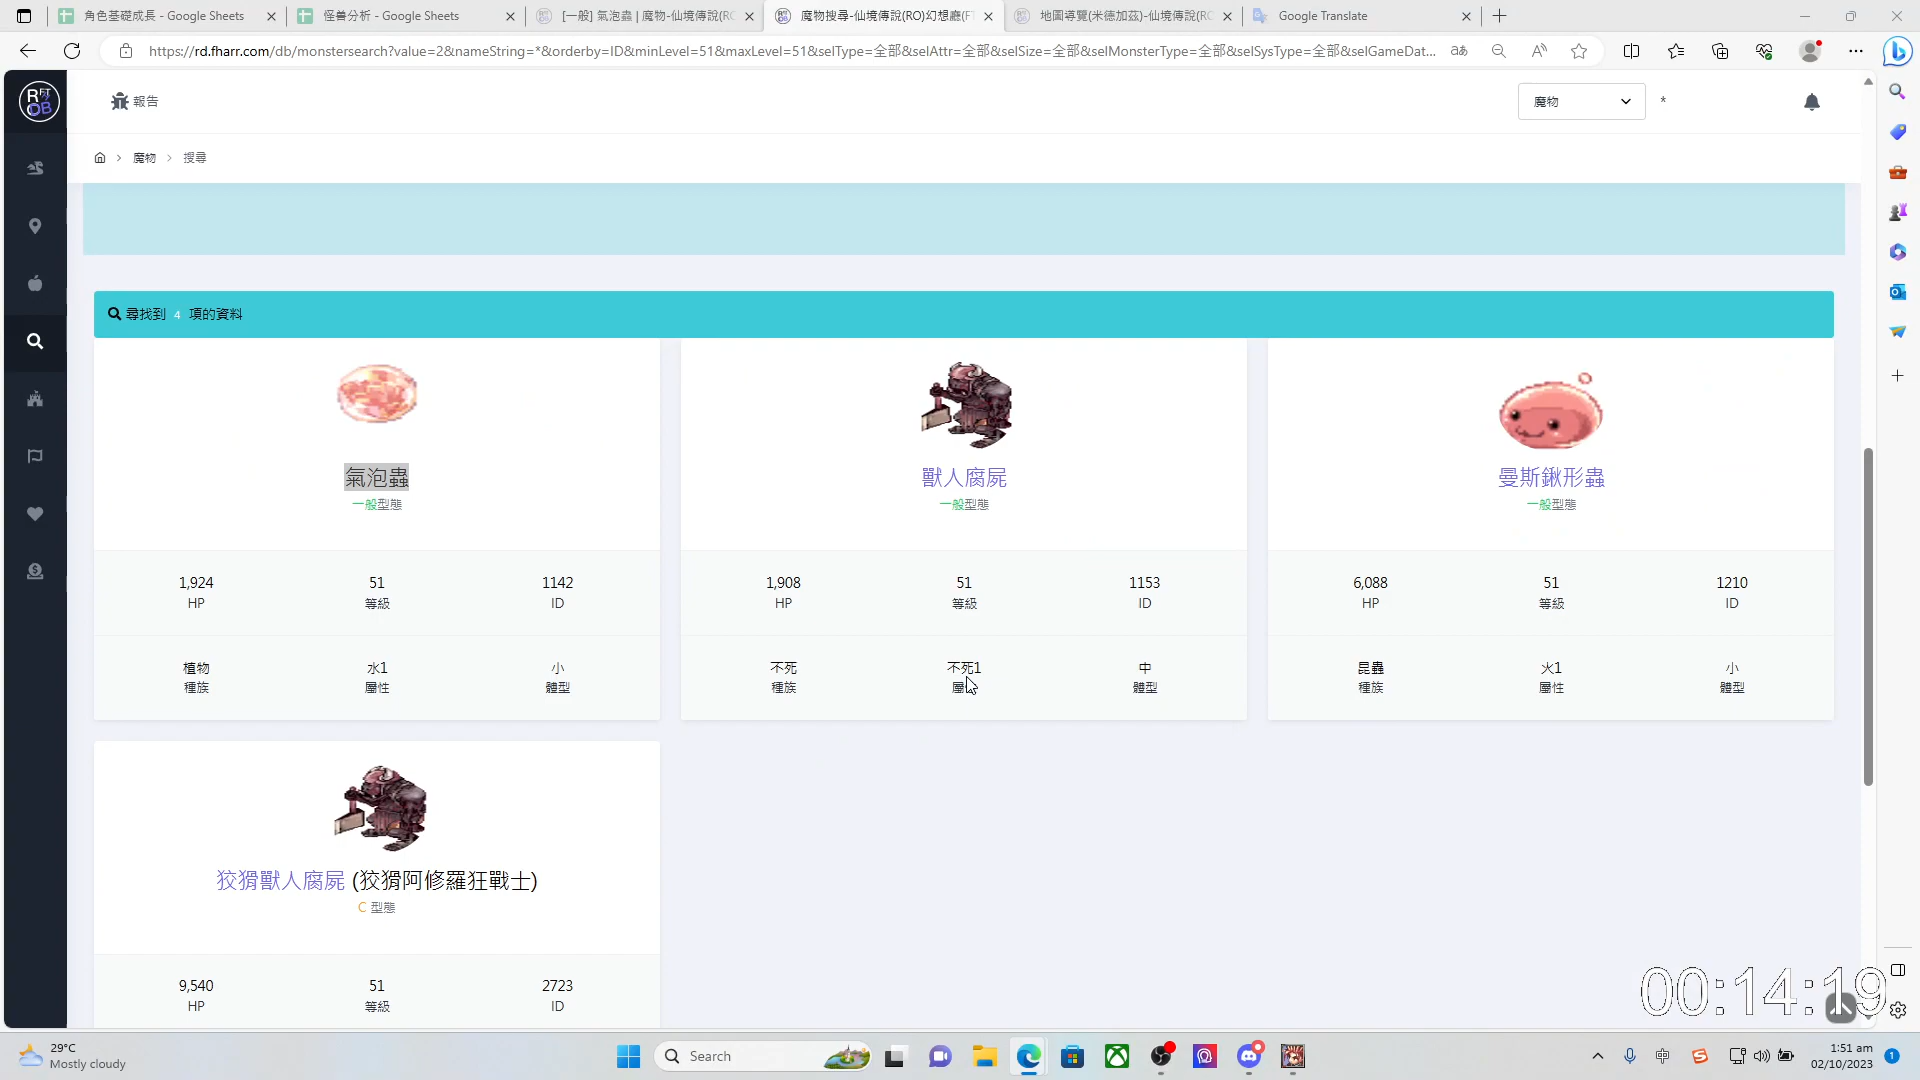 角色基礎成長 - Google Sheets
怪兽分析 - Google Sheets
[一般] 氣泡蟲 | 魔物-仙境傳說(RO
魔物搜尋-仙境傳說(RO)幻想廳(FT
地圖導覽(米德加茲)-仙境傳說(RO
Google Translate
https://rd.fharr.com/db/monstersearch?value=2&nameString=*&orderby=ID&minLevel=51&maxLevel=51&selType=全部&selAttr=全部&selSize=全部&selMonsterType=全部&selSysType=全部&selGameDat...
報告
魔物
*
魔物 > 搜尋
尋找到 4 項的資料
氣泡蟲
一般型態
1,924
HP
51
等級
1142
ID
植物
種族
水1
屬性
小
體型
獸人腐屍
一般型態
1,908
HP
51
等級
1153
ID
不死
種族
不死1
屬性
中
體型
曼斯鍬形蟲
一般型態
6,088
HP
51
等級
1210
ID
昆蟲
種族
火1
屬性
小
體型
狡猾獸人腐屍 (狡猾阿修羅狂戰士)
C 型態
9,540
HP
51
等級
2723
ID
00:14:19
29°C
Mostly cloudy
Search
中
1:51 am
02/10/2023
1